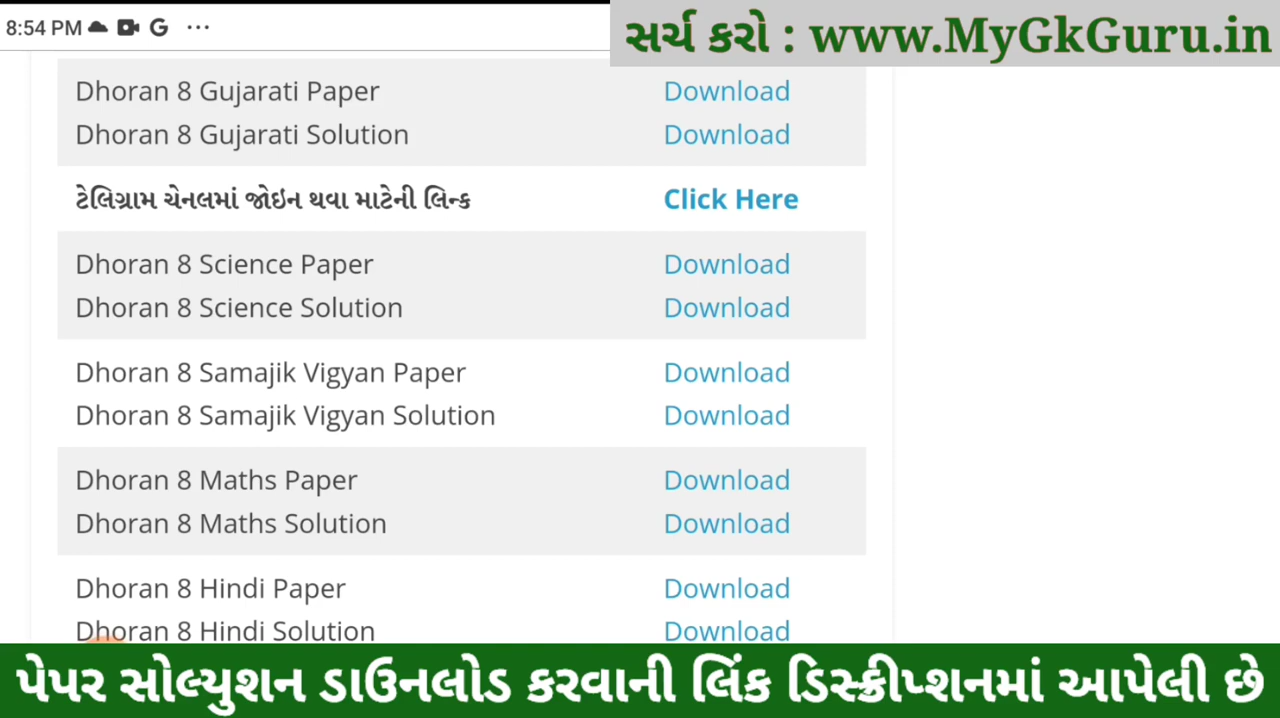 8:54 PM G ...
સર્ચ કરો : www.MyGkGuru.in
Dhoran 8 Gujarati Paper Download
Dhoran 8 Gujarati Solution Download
ટેલિગ્રામ ચેનલમાં જોઇન થવા માટેની લિન્ક Click Here
Dhoran 8 Science Paper Download
Dhoran 8 Science Solution Download
Dhoran 8 Samajik Vigyan Paper Download
Dhoran 8 Samajik Vigyan Solution Download
Dhoran 8 Maths Paper Download
Dhoran 8 Maths Solution Download
Dhoran 8 Hindi Paper Download
Dhoran 8 Hindi Solution Download
પેપર સોલ્યુશન ડાઉનલોડ કરવાની લિંક ડિસ્ક્રીપ્શનમાં આપેલી છે